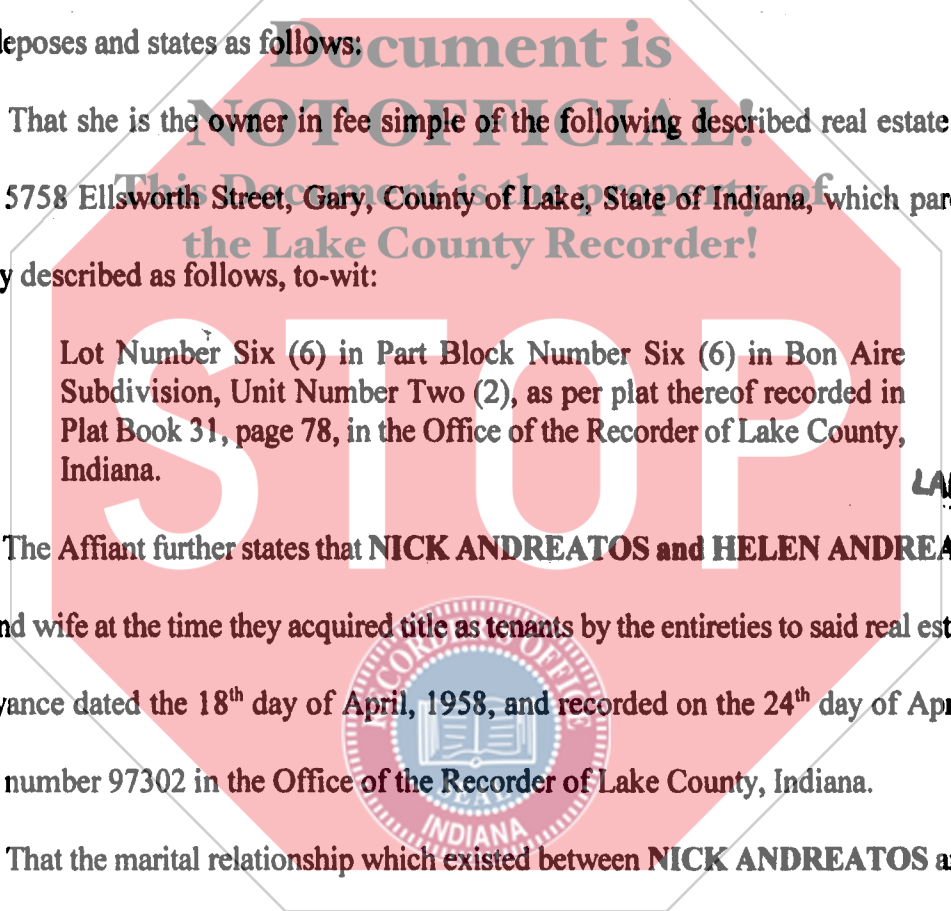 deposes and states as follows:
Document is
That she is the owner in fee simple of the following described real estate
NOT OFFICIAL!
5758 Ellsworth Street, Gary, County of Lake, State of Indiana, which par
This Document is the property of
the Lake County Recorder!
y described as follows, to-wit:
STOP
Lot Number Six (6) in Part Block Number Six (6) in Bon Aire
Subdivision, Unit Number Two (2), as per plat thereof recorded in
Plat Book 31, page 78, in the Office of the Recorder of Lake County,
Indiana.
The Affiant further states that NICK ANDREATOS and HELEN ANDREA
nd wife at the time they acquired title as tenants by the entireties to said real est
yance dated the 18th day of April, 1958, and recorded on the 24th day of Apr
number 97302 in the Office of the Recorder of Lake County, Indiana.
RECORDER'S OFFICE
SEAL
INDIANA
That the marital relationship which existed between NICK ANDREATOS a